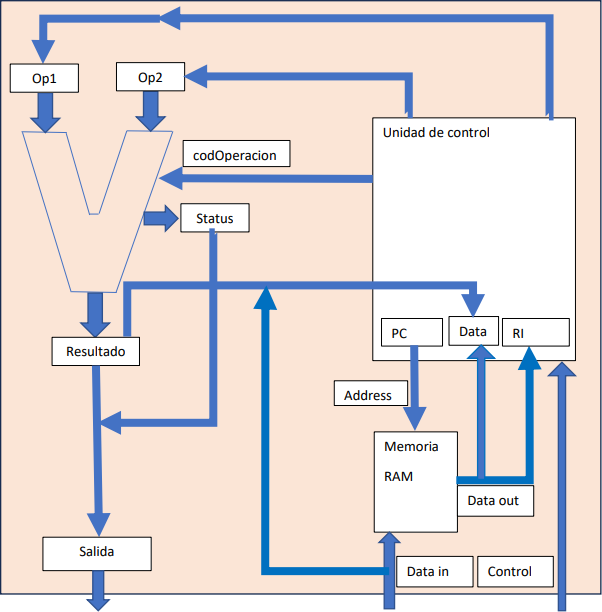 Op1
Op2
Unidad de control
codOperacion
Status
PC
Data
RI
Resultado
Address
Memoria
RAM
Data out
Salida
Data in
Control